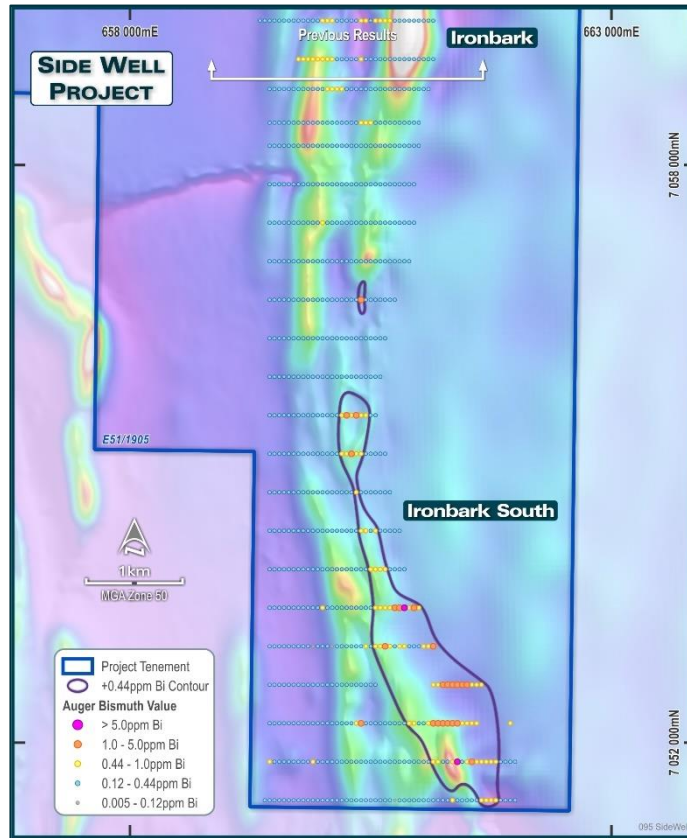 658 000mE
663 000mE
Previous Results
Ironbark
SIDE WELL
PROJECT
7 058 000mN
E51/1905
Ironbark South
1km
MGA Zone 50
Project Tenement
+0.44ppm Bi Contour
Auger Bismuth Value
> 5.0ppm Bi
1.0 - 5.0ppm Bi
0.44 - 1.0ppm Bi
0.12 - 0.44ppm Bi
0.005 - 0.12ppm Bi
7 052 000mN
095 SideWell